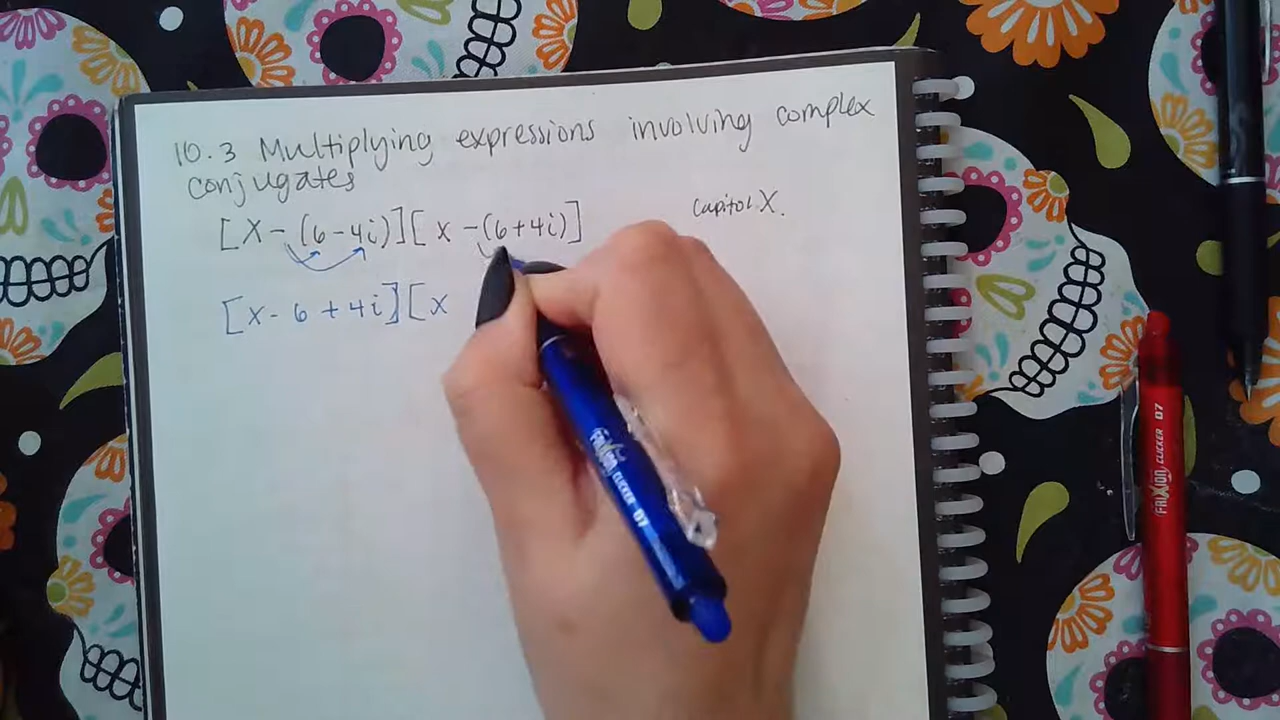 10.3 Multiplying expressions involving complex
conjugates
capitol X.
[X - (6 - 4i)][x - (6 + 4i)]
[x - 6 + 4i][x
FRIXION CLICKER 07
FRIXION CLICKER 07